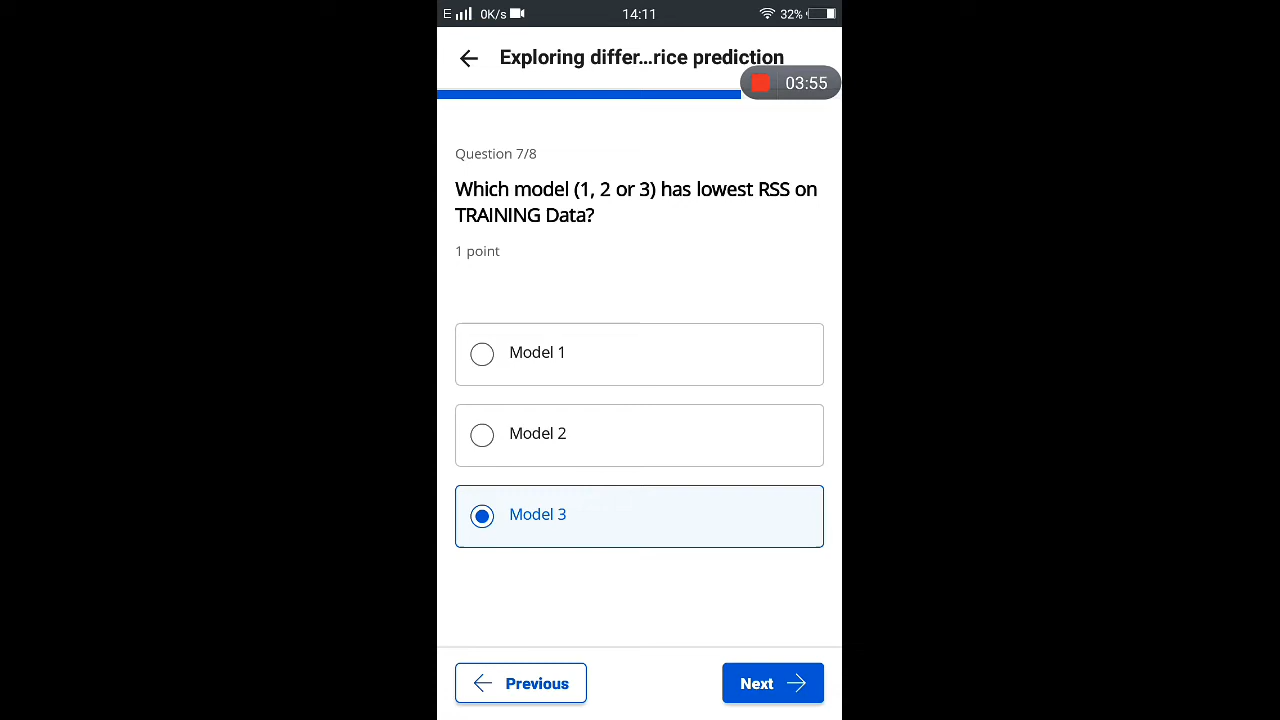 E 0K/s 14:11 32%
Exploring differ...rice prediction
03:55
Question 7/8
Which model (1, 2 or 3) has lowest RSS on
TRAINING Data?
1 point
Model 1
Model 2
Model 3
Previous
Next